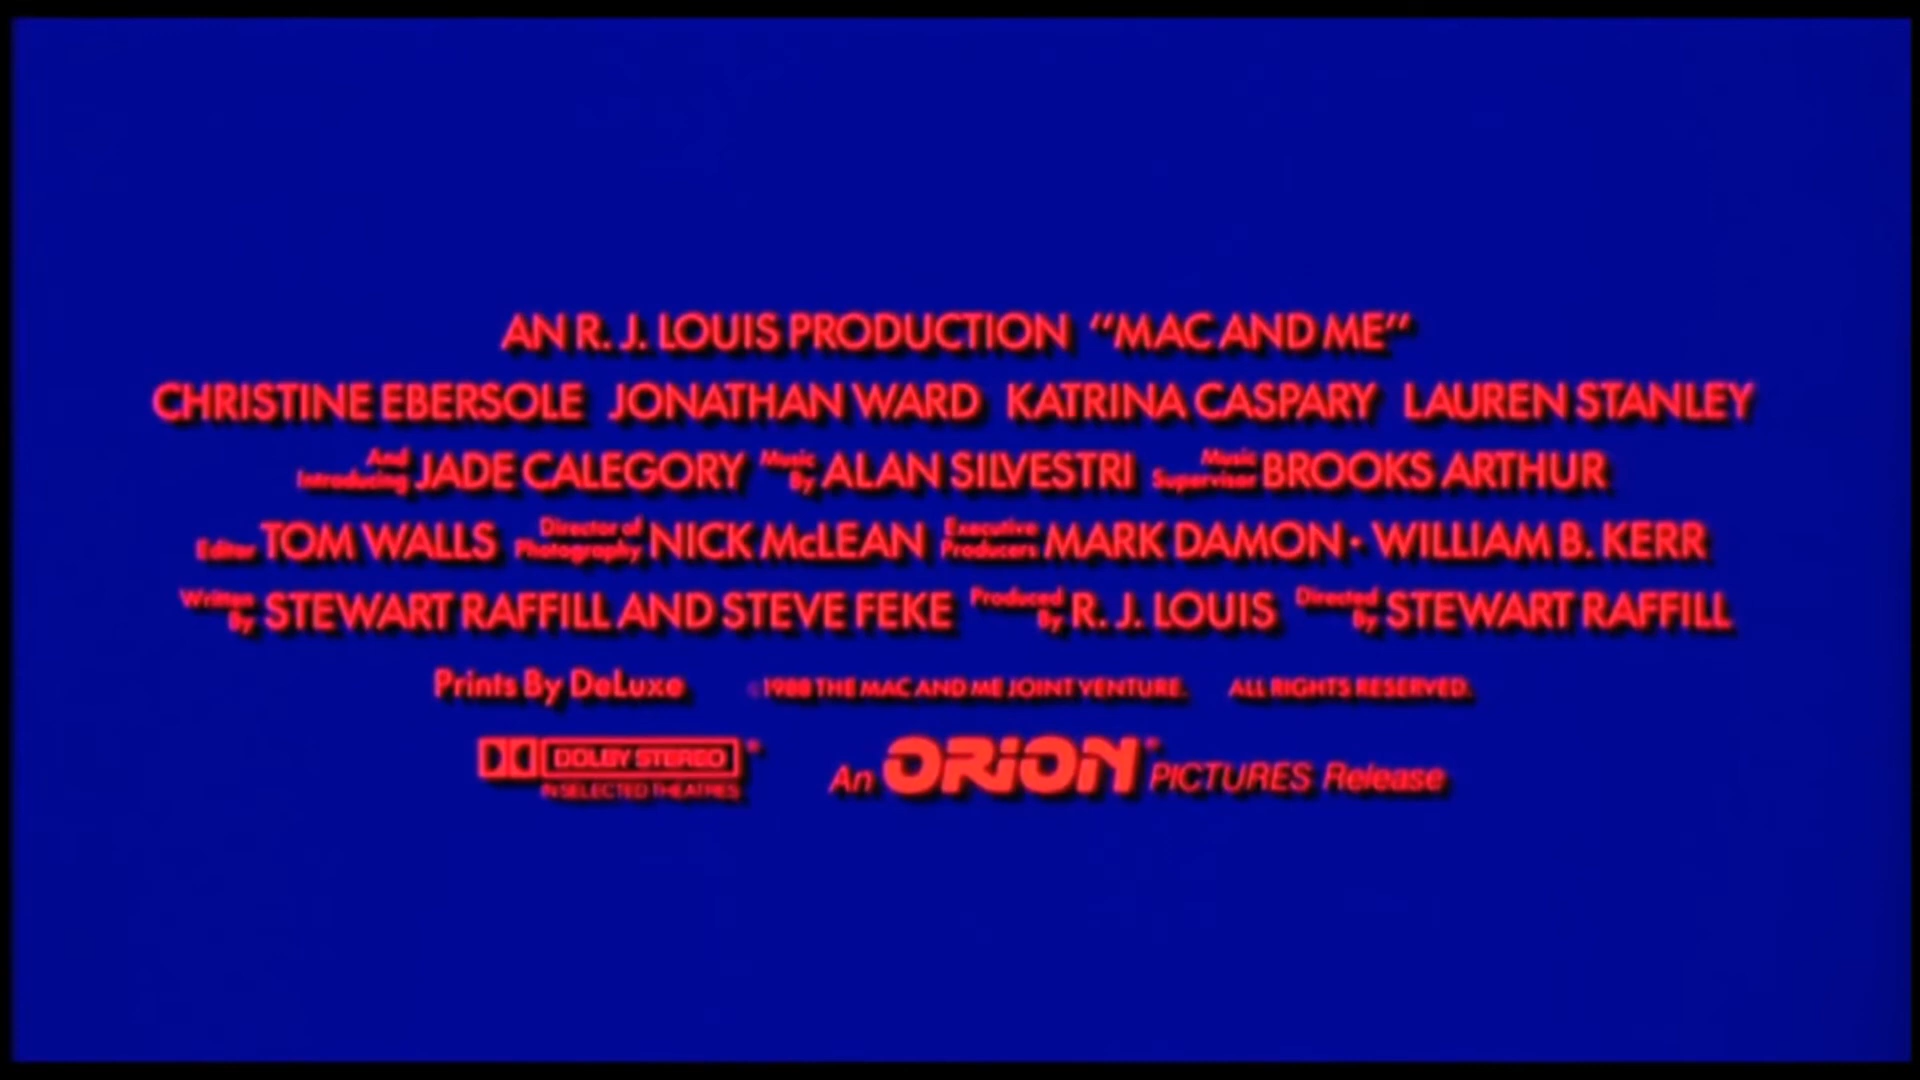 AN R. J. LOUIS PRODUCTION "MAC AND ME"
CHRISTINE EBERSOLE JONATHAN WARD KATRINA CASPARY LAUREN STANLEY
And Introducing JADE CALEGORY Music By ALAN SILVESTRI Music Supervisor BROOKS ARTHUR
Editor TOM WALLS Director of Photography NICK McLEAN Executive Producers MARK DAMON · WILLIAM B. KERR
Written By STEWART RAFFILL AND STEVE FEKE Produced By R. J. LOUIS Directed By STEWART RAFFILL
Prints By DeLuxe ©1988 THE MAC AND ME JOINT VENTURE. ALL RIGHTS RESERVED.
DOLBY STEREO ® An ORION ® PICTURES Release
IN SELECTED THEATRES